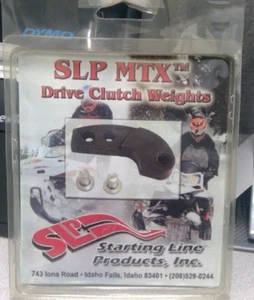 DYMO
SLP MTX™
Drive Clutch Weights
SLP
Starting Line
Products, Inc.
743 Iona Road • Idaho Falls, Idaho 83401 • (208)529-0244